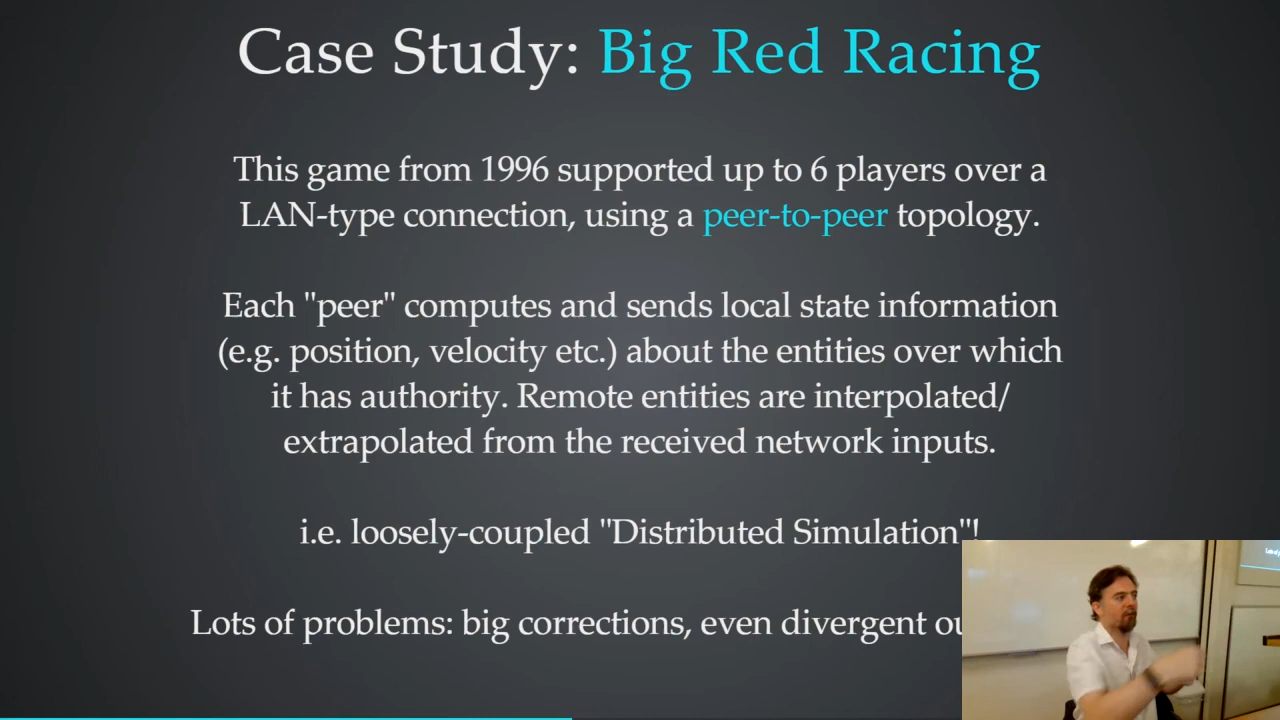 Case Study: Big Red Racing
This game from 1996 supported up to 6 players over a
LAN-type connection, using a peer-to-peer topology.
Each "peer" computes and sends local state information
(e.g. position, velocity etc.) about the entities over which
it has authority. Remote entities are interpolated/
extrapolated from the received network inputs.
i.e. loosely-coupled "Distributed Simulation"!
Lots of problems: big corrections, even divergent